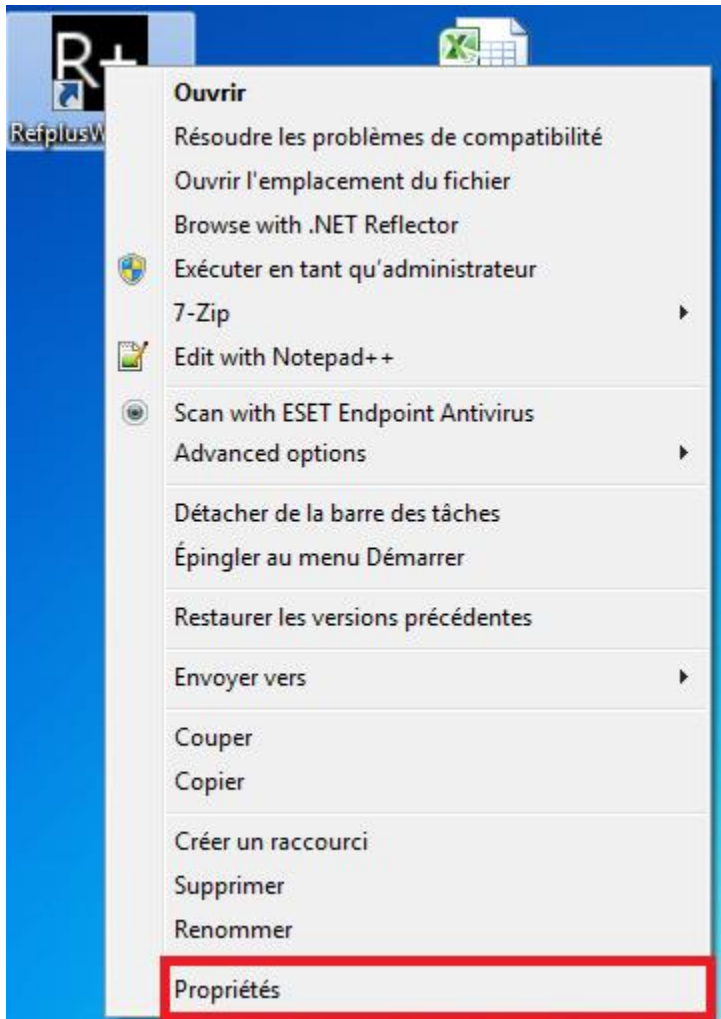 R+
RefplusW
Ouvrir
Résoudre les problèmes de compatibilité
Ouvrir l'emplacement du fichier
Browse with .NET Reflector
Exécuter en tant qu'administrateur
7-Zip
Edit with Notepad++
Scan with ESET Endpoint Antivirus
Advanced options
Détacher de la barre des tâches
Épingler au menu Démarrer
Restaurer les versions précédentes
Envoyer vers
Couper
Copier
Créer un raccourci
Supprimer
Renommer
Propriétés